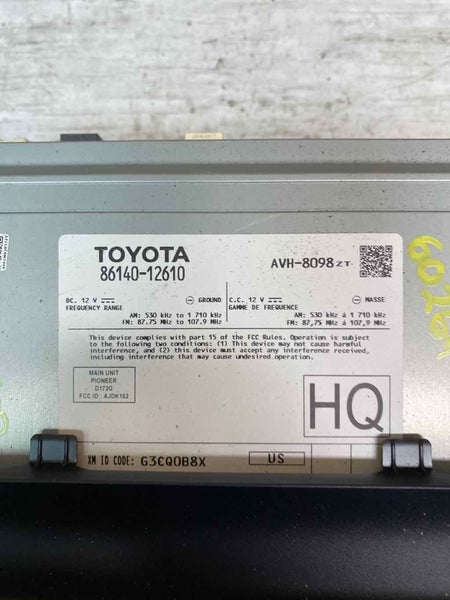 TOYOTA
86140-12610
AVH-8098ZT
DC. 12 V GROUND
FREQUENCY RANGE
AM: 530 kHz to 1 710 kHz
FM: 87.75 MHz to 107.9 MHz
C.C. 12 V MASSE
GAMME DE FREQUENCE
AM: 530 kHz à 1 710 kHz
FM: 87,75 MHz à 107,9 MHz
This device complies with part 15 of the FCC Rules. Operation is subject
to the following two conditions: (1) This device may not cause harmful
interference, and (2) this device must accept any interference, including
interference that may cause undesired operation.
MAIN UNIT
PIONEER
D172G
FCC ID: AJDK102
HQ
XM ID CODE: G3CQ0B8X
US